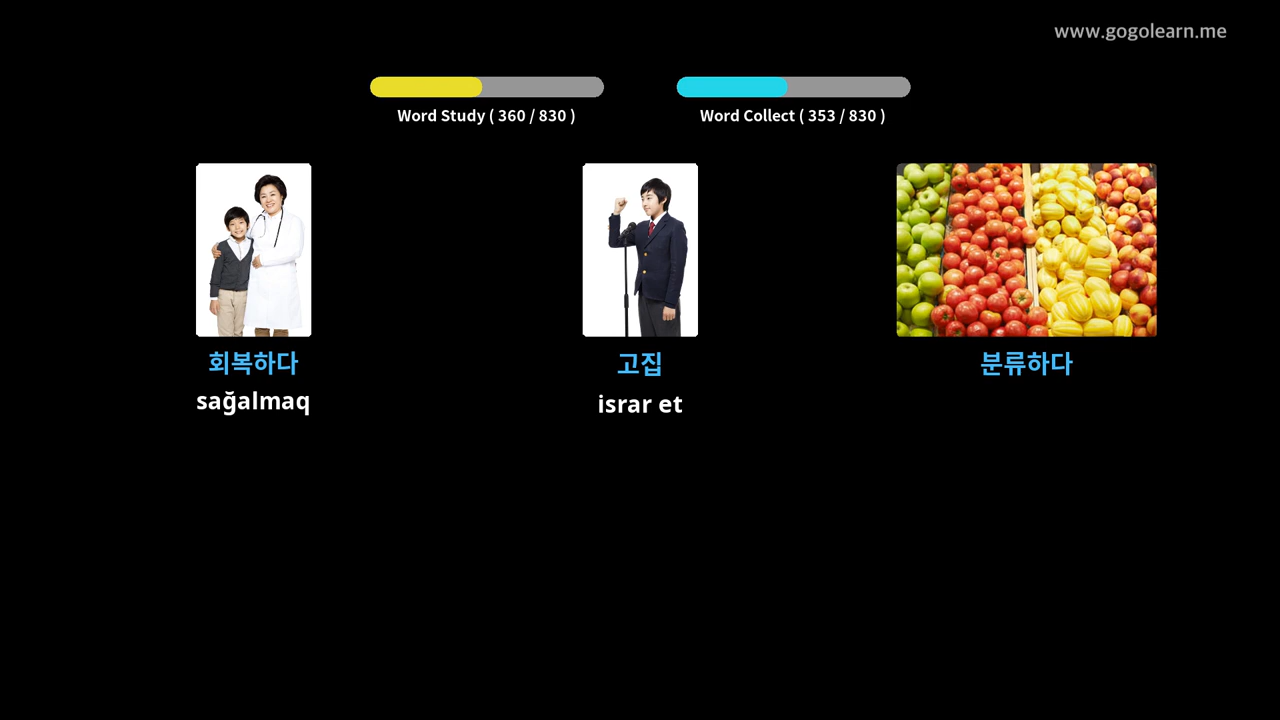 www.gogolearn.me
Word Study ( 360 / 830 )
Word Collect ( 353 / 830 )
회복하다
고집
분류하다
sağalmaq
israr et